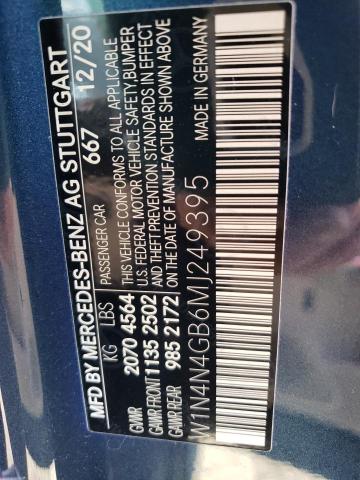 MFD BY MERCEDES-BENZ AG STUTTGART
667 12/20
KG LBS PASSENGER CAR
GVWR 2070 4564 THIS VEHICLE CONFORMS TO ALL APPLICABLE
GAWR FRONT 1135 2502 U.S. FEDERAL MOTOR VEHICLE SAFETY,BUMPER
GAWR REAR 985 2172 AND THEFT PREVENTION STANDARDS IN EFFECT
ON THE DATE OF MANUFACTURE SHOWN ABOVE
W1N4N4GB6MJ249395 MADE IN GERMANY